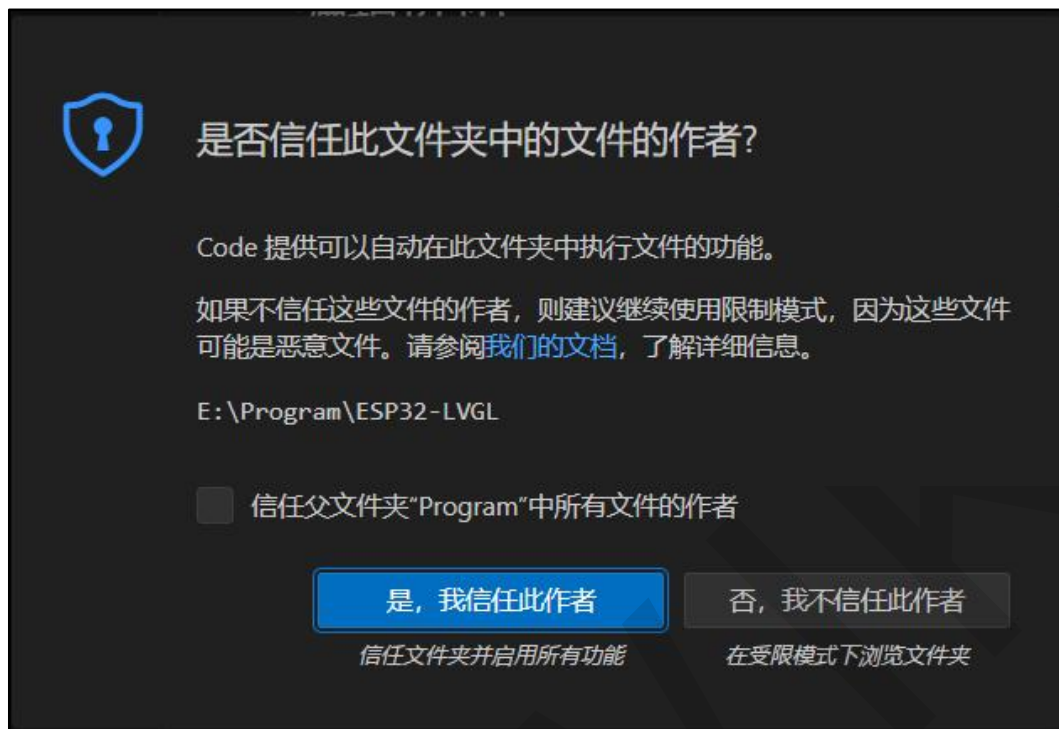 是否信任此文件夹中的文件的作者?
Code 提供可以自动在此文件夹中执行文件的功能。
如果不信任这些文件的作者，则建议继续使用限制模式，因为这些文件
可能是恶意文件。请参阅我们的文档，了解详细信息。
E:\Program\ESP32-LVGL
信任父文件夹“Program”中所有文件的作者
是，我信任此作者
否，我不信任此作者
信任文件夹并启用所有功能
在受限模式下浏览文件夹